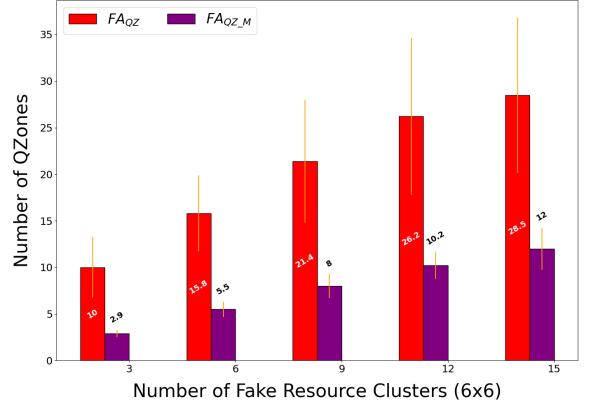 FA_QZ FA_QZ_M
Number of QZones
35
30
25
20
15
10
5
0
10 2.9 15.8 5.5 21.4 8 26.2 10.2 28.5 12
3 6 9 12 15
Number of Fake Resource Clusters (6x6)